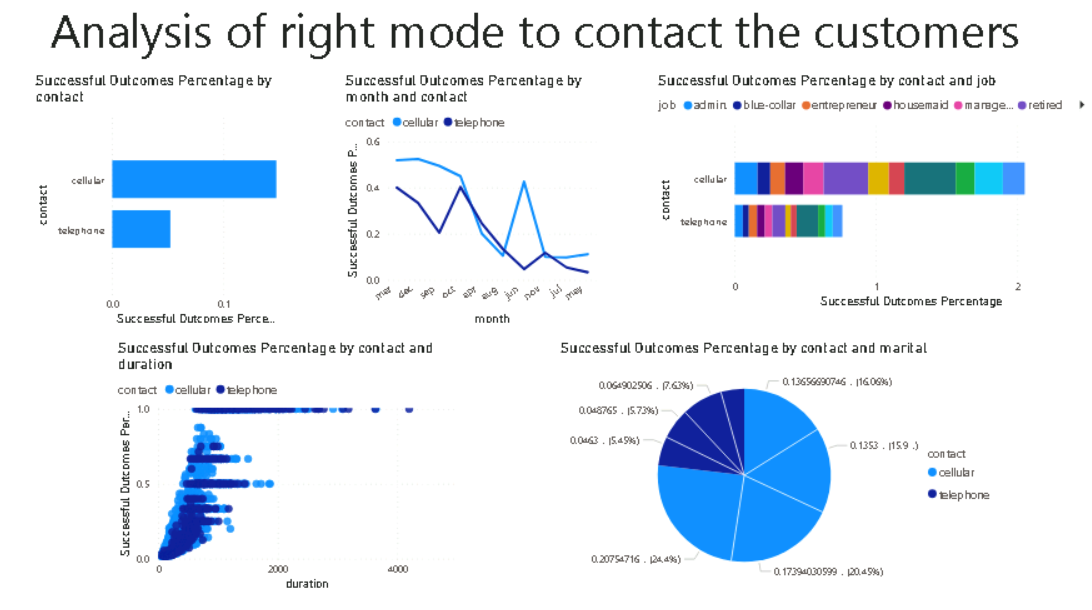 Analysis of right mode to contact the customers
Successful Outcomes Percentage by
contact
contact
cellular
telephone
0.0
0.1
Successful Outcomes Perce...
Successful Outcomes Percentage by
month and contact
contact cellular telephone
Successful Outcomes P...
0.6
0.4
0.2
0.0
mar dec sep oct apr aug jun nov jul may
month
Successful Outcomes Percentage by contact and job
job admin. blue-collar entrepreneur housemaid manage... retired
contact
cellular
telephone
0 1 2
Successful Outcomes Percentage
Successful Outcomes Percentage by contact and
duration
contact cellular telephone
Successful Outcomes Per...
1.0
0.5
0.0
0 2000 4000
duration
Successful Outcomes Percentage by contact and marital
0.064902506 . (7.63%)
0.048765 . (5.73%)
0.0463 . (5.45%)
0.20754716 . (24.4%)
0.13656690746 . (16.06%)
0.1353 . (15.9 .)
0.17394030599 . (20.45%)
contact
cellular
telephone